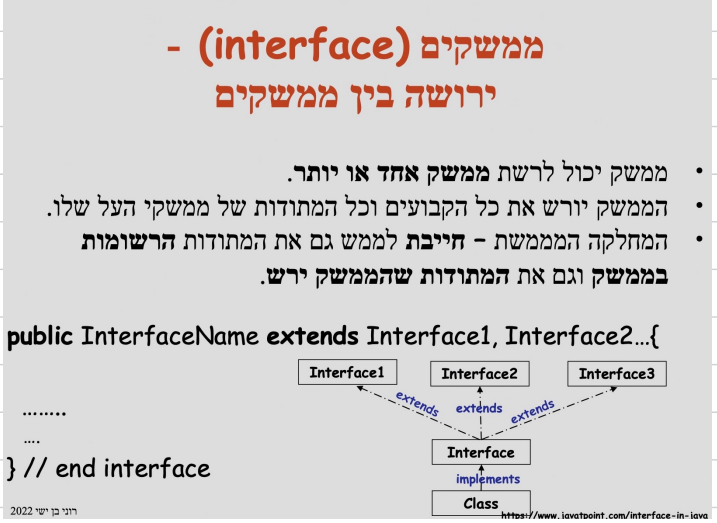 ממשקים (interface) -
ירושה בין ממשקים
• ממשק יכול לרשת ממשק אחד או יותר.
• הממשק יורש את כל הקבועים וכל המתודות של ממשקי העל שלו.
• המחלקה המממשת – חייבת לממש גם את המתודות הרשומות
בממשק וגם את המתודות שהממשק ירש.
public InterfaceName extends Interface1, Interface2…{
Interface1 Interface2 Interface3
extends extends extends
……..
….
Interface
} // end interface
implements
Class
רוני בן ישי 2022
https://www.javatpoint.com/interface-in-java